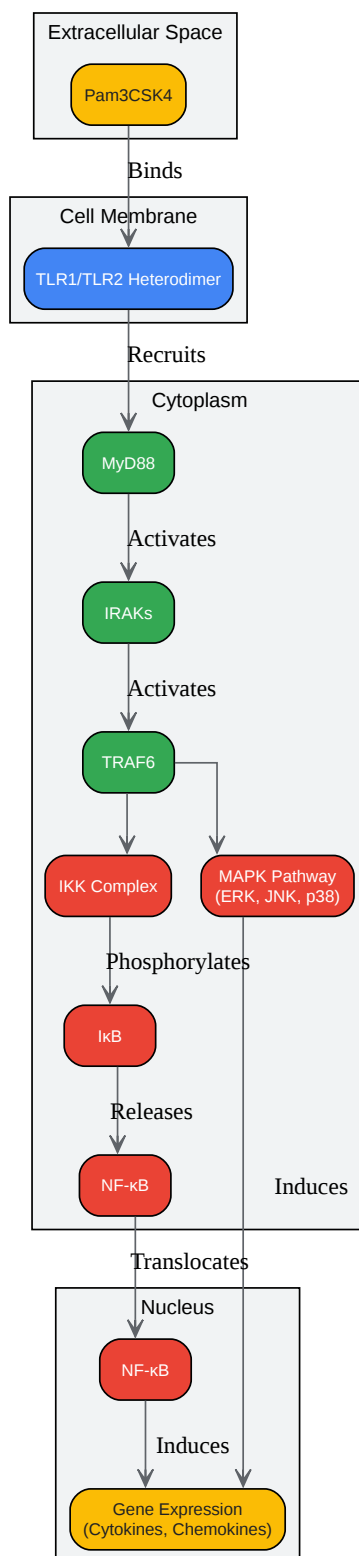 Extracellular Space
Pam3CSK4
Binds
Cell Membrane
TLR1/TLR2 Heterodimer
Recruits
Cytoplasm
MyD88
Activates
IRAKs
Activates
TRAF6
IKK Complex
MAPK Pathway
(ERK, JNK, p38)
Phosphorylates
IκB
Releases
NF-κB
Induces
Translocates
Nucleus
NF-κB
Induces
Gene Expression
(Cytokines, Chemokines)